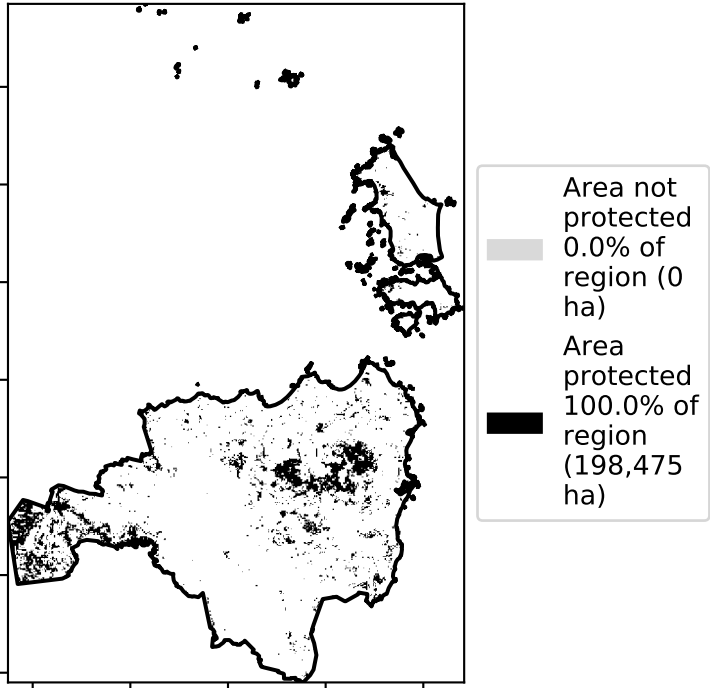 Area not
protected
0.0% of
region (0
ha)
Area
protected
100.0% of
region
(198,475
ha)